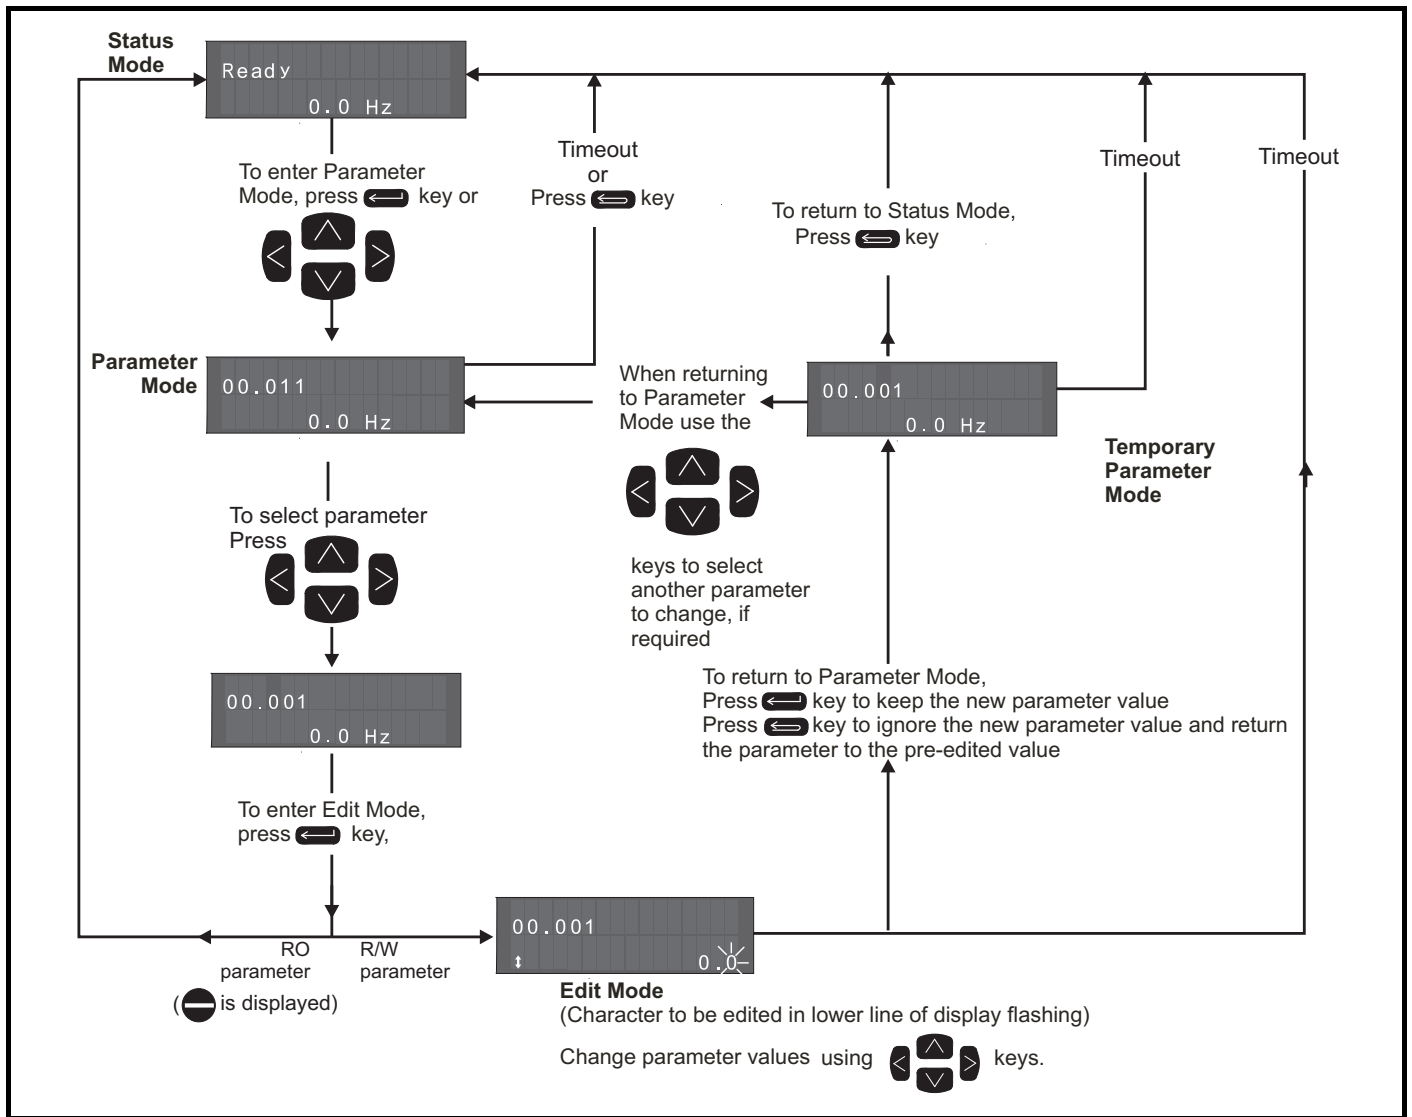 Status
Mode
Ready
0.0 Hz
To enter Parameter
Mode, press key or
Timeout
or
Press key
To return to Status Mode,
Press key
Timeout
Timeout
Parameter
Mode
00.011
0.0 Hz
When returning
to Parameter
Mode use the
keys to select
another parameter
to change, if
required
00.001
0.0 Hz
Temporary
Parameter
Mode
To select parameter
Press
00.001
0.0 Hz
To return to Parameter Mode,
Press key to keep the new parameter value
Press key to ignore the new parameter value and return
the parameter to the pre-edited value
To enter Edit Mode,
press key,
RO
parameter
(is displayed)
R/W
parameter
00.001
0.0
Edit Mode
(Character to be edited in lower line of display flashing)
Change parameter values using keys.